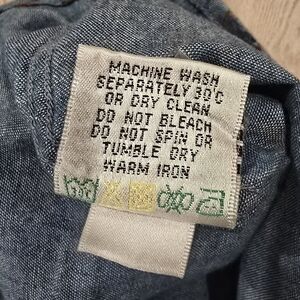 MACHINE WASH
SEPARATELY 30°C
OR DRY CLEAN
DO NOT BLEACH
DO NOT SPIN OR
TUMBLE DRY
WARM IRON